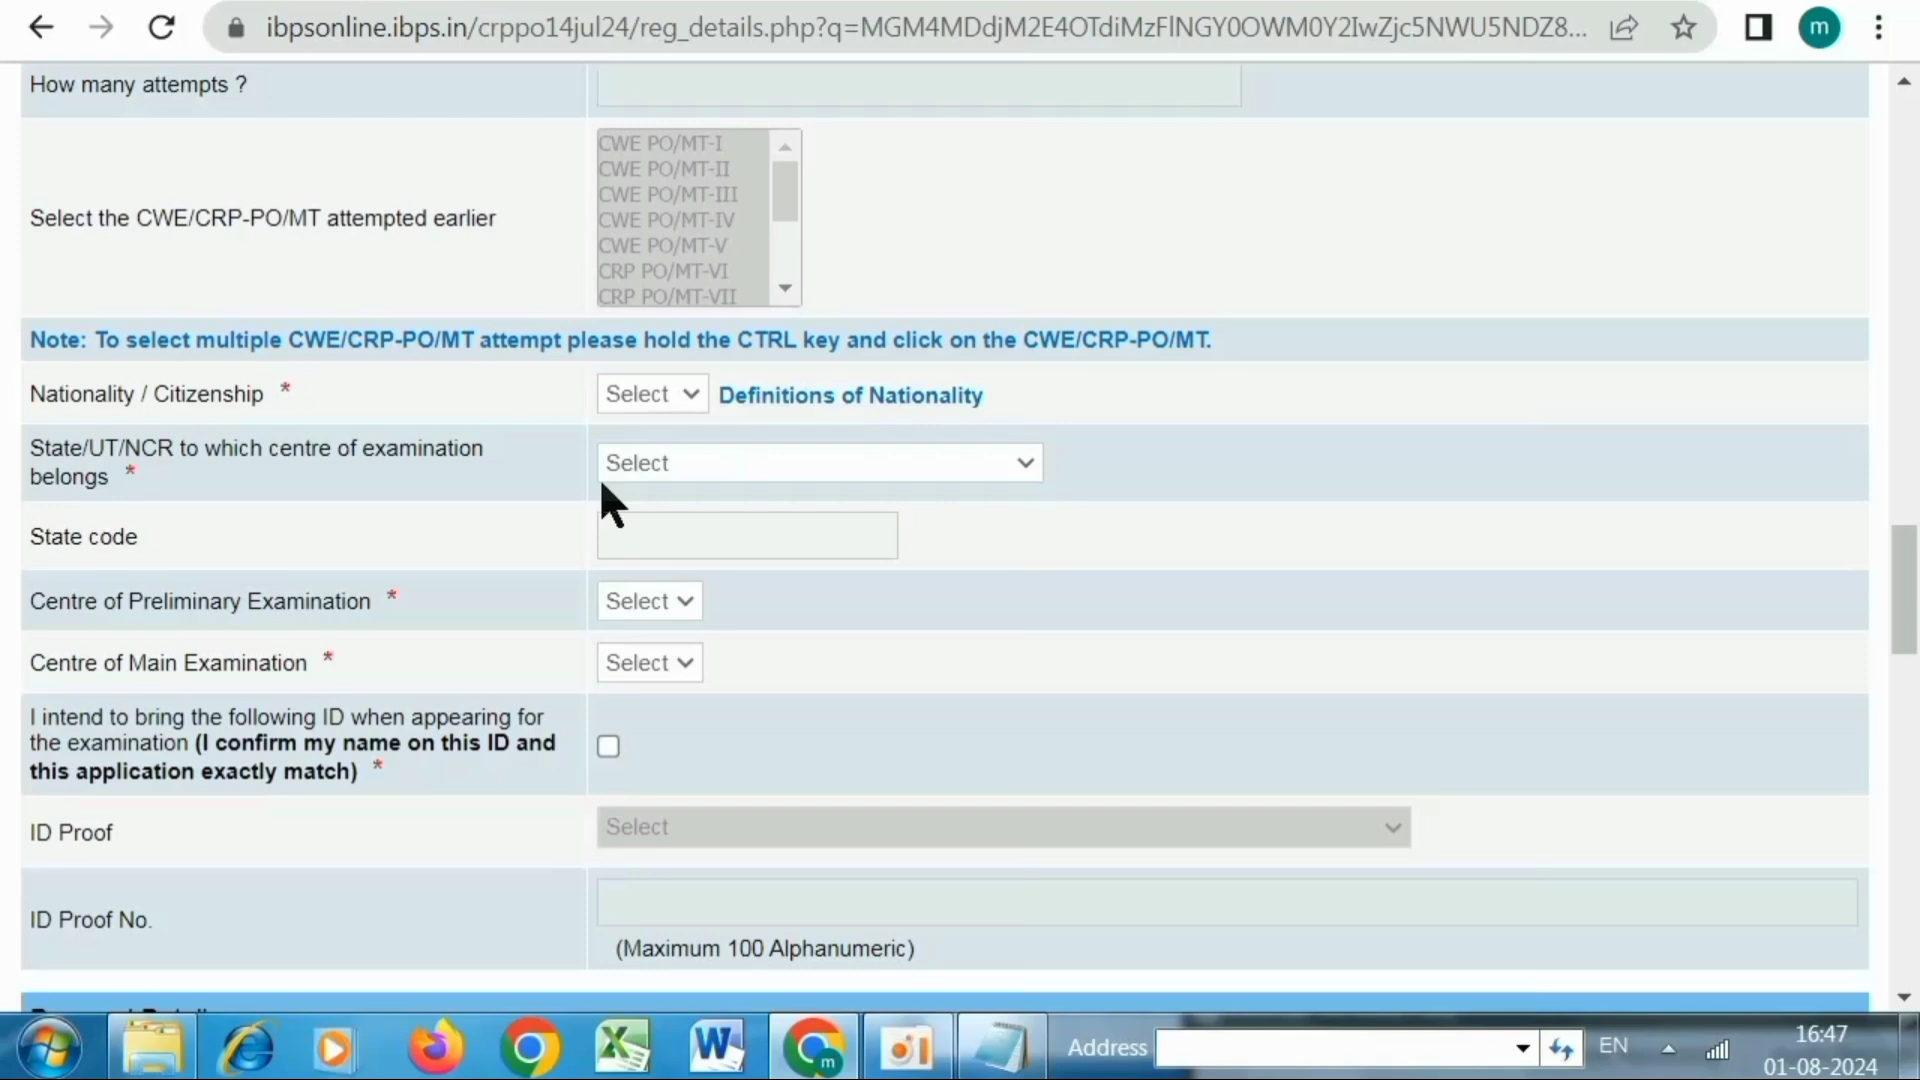 ibpsonline.ibps.in/crppo14jul24/reg_details.php?q=MGM4MDdjM2E4OTdiMzFlNGY0OWM0Y2IwZjc5NWU5NDZ8...
m
How many attempts ?
CWE PO/MT-I
CWE PO/MT-II
CWE PO/MT-III
Select the CWE/CRP-PO/MT attempted earlier
CWE PO/MT-IV
CWE PO/MT-V
CRP PO/MT-VI
CRP PO/MT-VII
Note: To select multiple CWE/CRP-PO/MT attempt please hold the CTRL key and click on the CWE/CRP-PO/MT.
Nationality / Citizenship * Select Definitions of Nationality
State/UT/NCR to which centre of examination
belongs * Select
State code
Centre of Preliminary Examination * Select
Centre of Main Examination * Select
I intend to bring the following ID when appearing for
the examination (I confirm my name on this ID and
this application exactly match) *
ID Proof Select
ID Proof No.
(Maximum 100 Alphanumeric)
m
Address
EN
16:47
01-08-2024